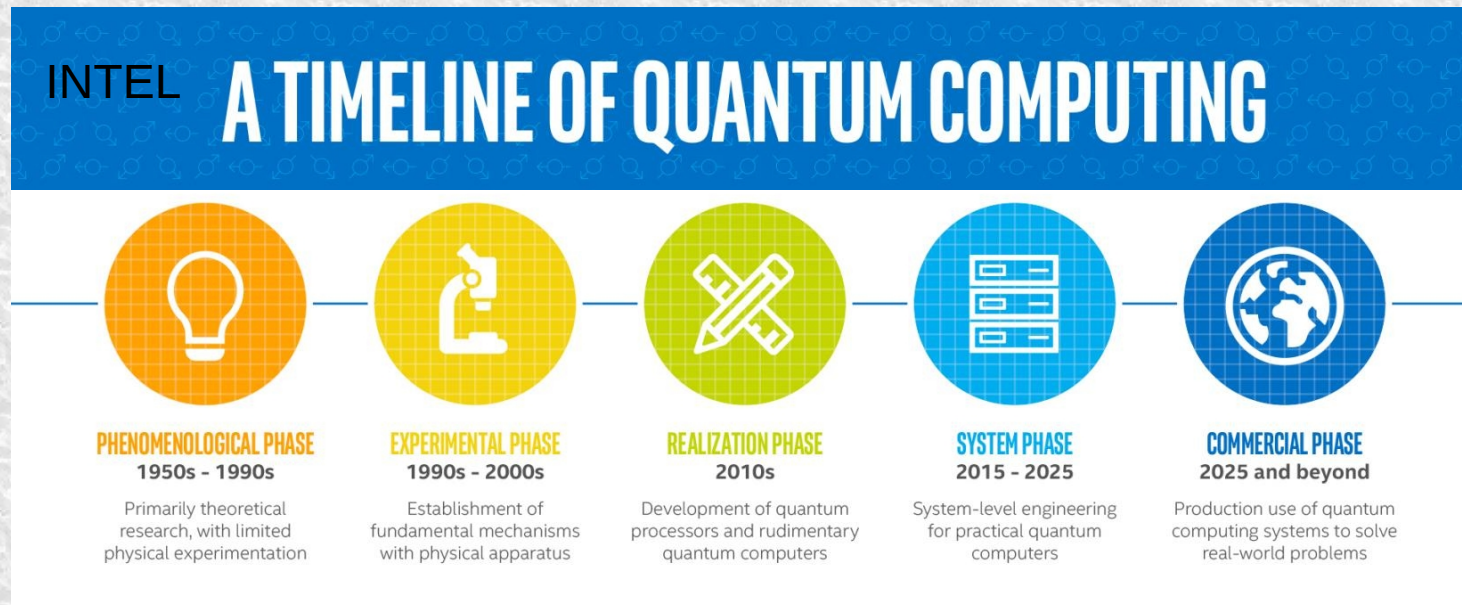 INTEL
A TIMELINE OF QUANTUM COMPUTING
PHENOMENOLOGICAL PHASE
1950s - 1990s
Primarily theoretical
research, with limited
physical experimentation
EXPERIMENTAL PHASE
1990s - 2000s
Establishment of
fundamental mechanisms
with physical apparatus
REALIZATION PHASE
2010s
Development of quantum
processors and rudimentary
quantum computers
SYSTEM PHASE
2015 - 2025
System-level engineering
for practical quantum
computers
COMMERCIAL PHASE
2025 and beyond
Production use of quantum
computing systems to solve
real-world problems